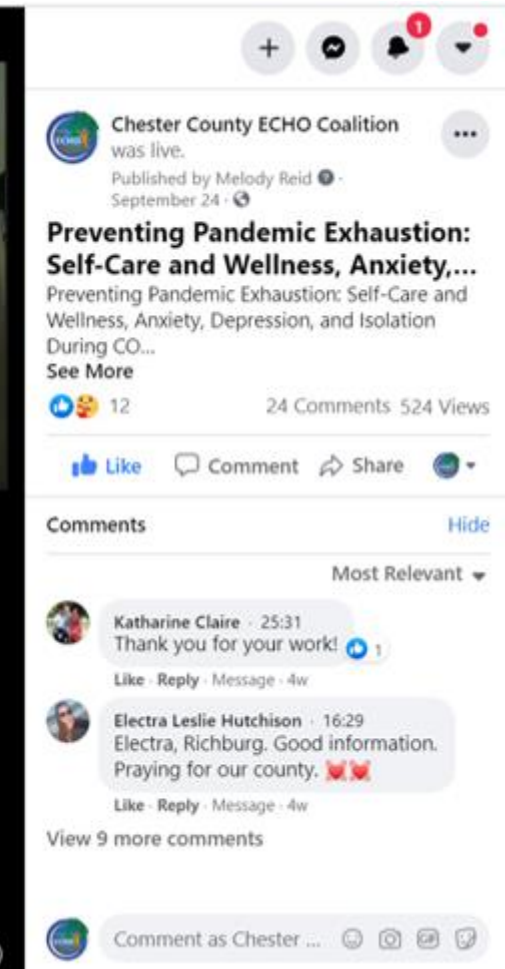 1
Chester County ECHO Coalition
was live.
Published by Melody Reid ·
September 24 ·
Preventing Pandemic Exhaustion:
Self-Care and Wellness, Anxiety,...
Preventing Pandemic Exhaustion: Self-Care and
Wellness, Anxiety, Depression, and Isolation
During CO...
See More
12 24 Comments 524 Views
Like Comment Share
Comments Hide
Most Relevant
Katharine Claire · 25:31
Thank you for your work! 1
Like · Reply · Message · 4w
Electra Leslie Hutchison · 16:29
Electra, Richburg. Good information.
Praying for our county.
Like · Reply · Message · 4w
View 9 more comments
Comment as Chester ... GIF